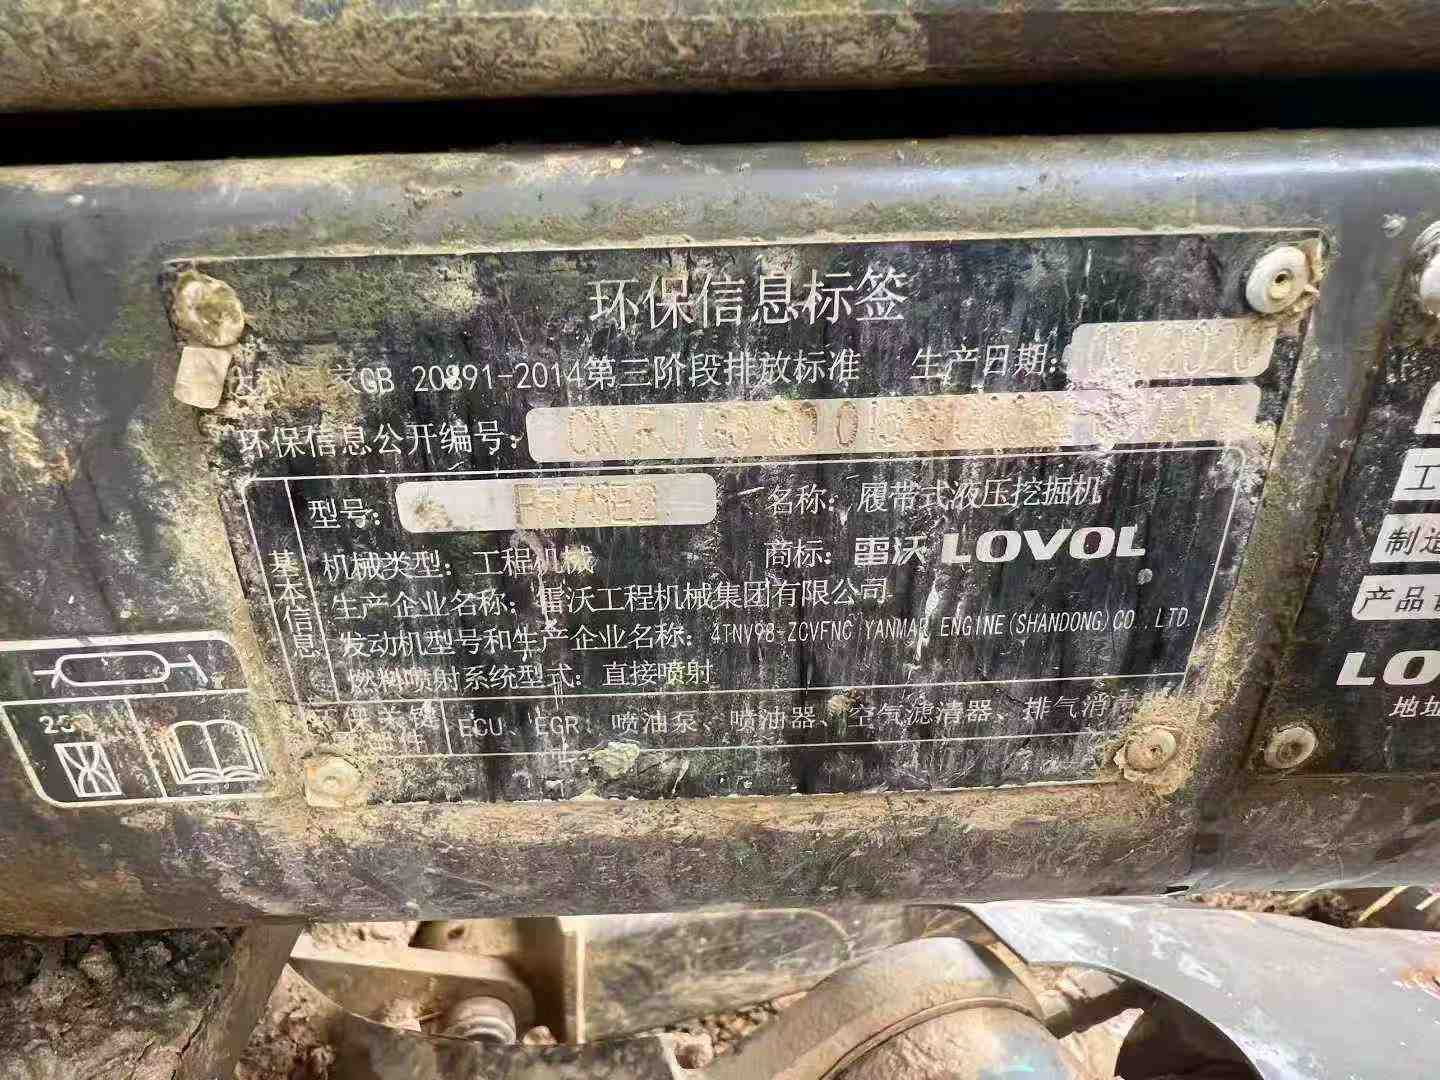 环保信息标签
GB 20891-2014第三阶段排放标准 生产日期:
环保信息公开编号:
型号: FR75E2 名称: 履带式液压挖掘机
基本信息
机械类型: 工程机械 商标: 雷沃 LOVOL
生产企业名称: 雷沃工程机械集团有限公司
发动机型号和生产企业名称: 4TNV98-ZCVFNC YANMAR ENGINE(SHANDONG)CO.,LTD.
燃料喷射系统型式: 直接喷射
ECU、EGR、喷油泵、喷油器、空气滤清器、排气消
工
制造
产品
LO
地址